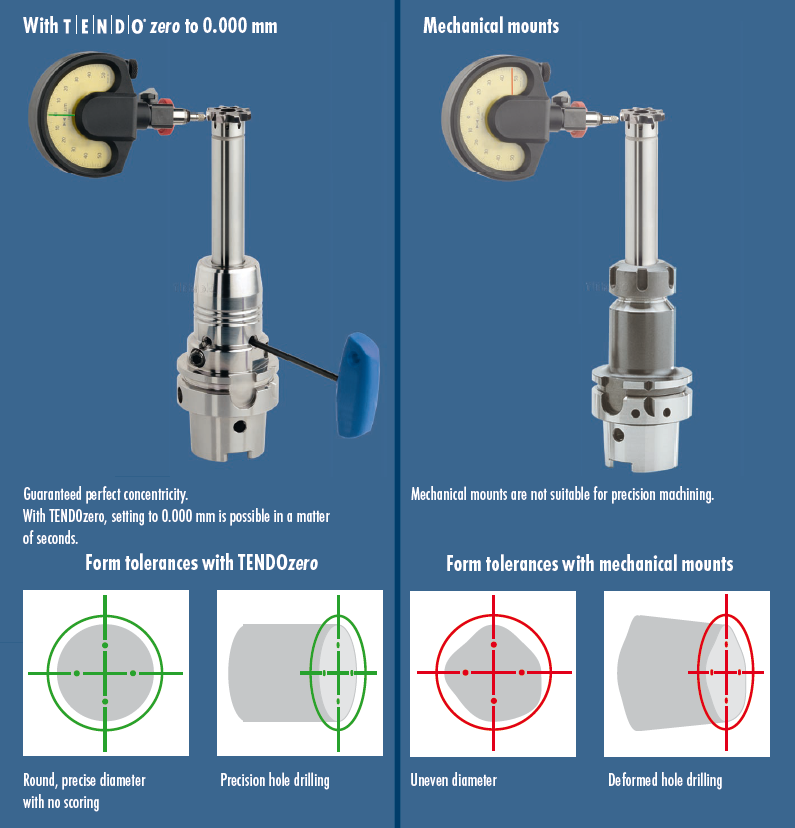 With T|E|N|D|O® zero to 0.000 mm
Guaranteed perfect concentricity.
With TENDOzero, setting to 0.000 mm is possible in a matter
of seconds.
Form tolerances with TENDOzero
Round, precise diameter
with no scoring
Precision hole drilling
Mechanical mounts
Mechanical mounts are not suitable for precision machining.
Form tolerances with mechanical mounts
Uneven diameter
Deformed hole drilling